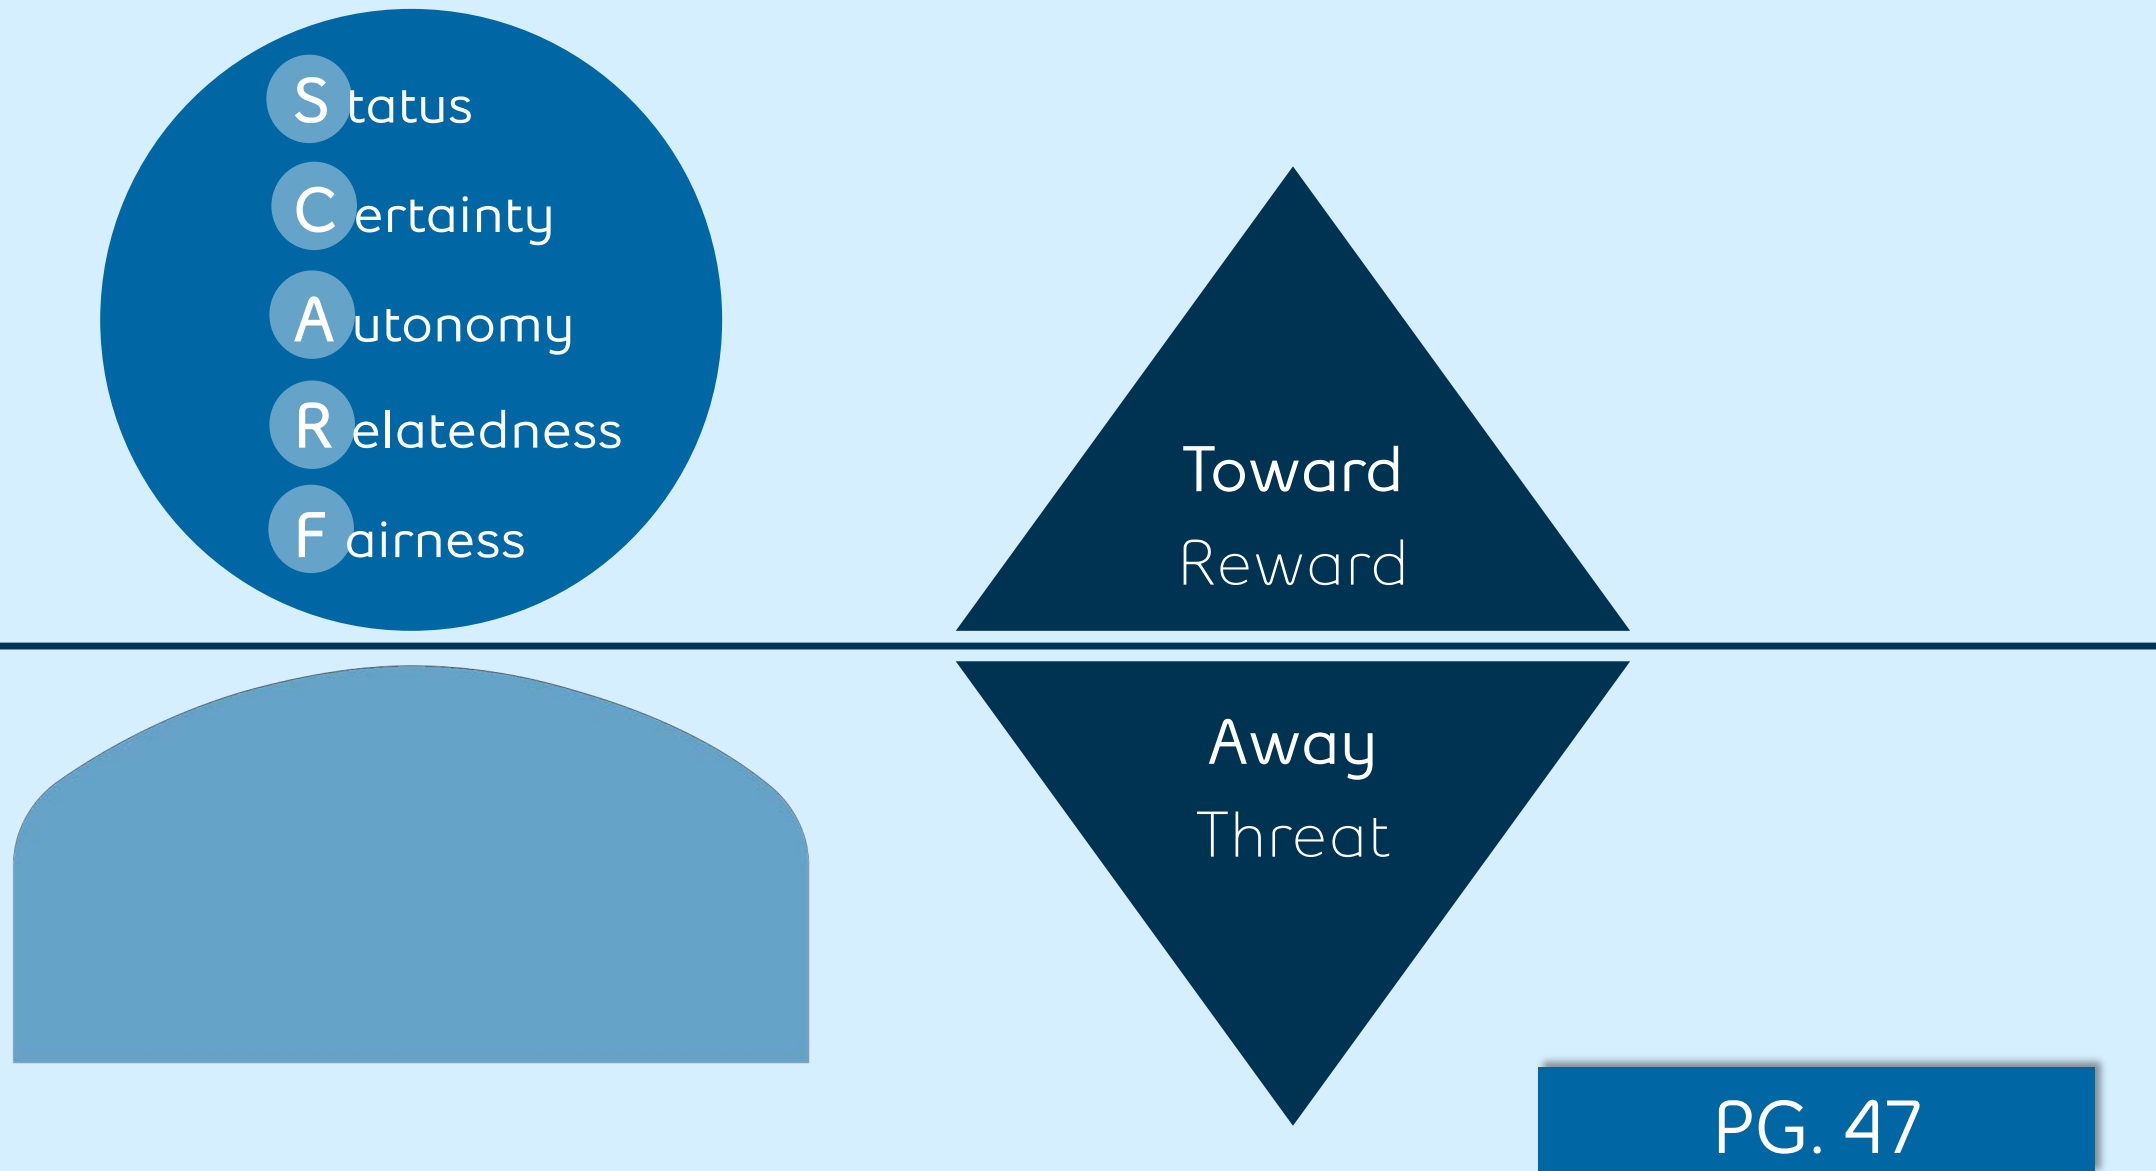 Status
Certainty
Autonomy
Relatedness
Fairness
Toward
Reward
Away
Threat
PG. 47